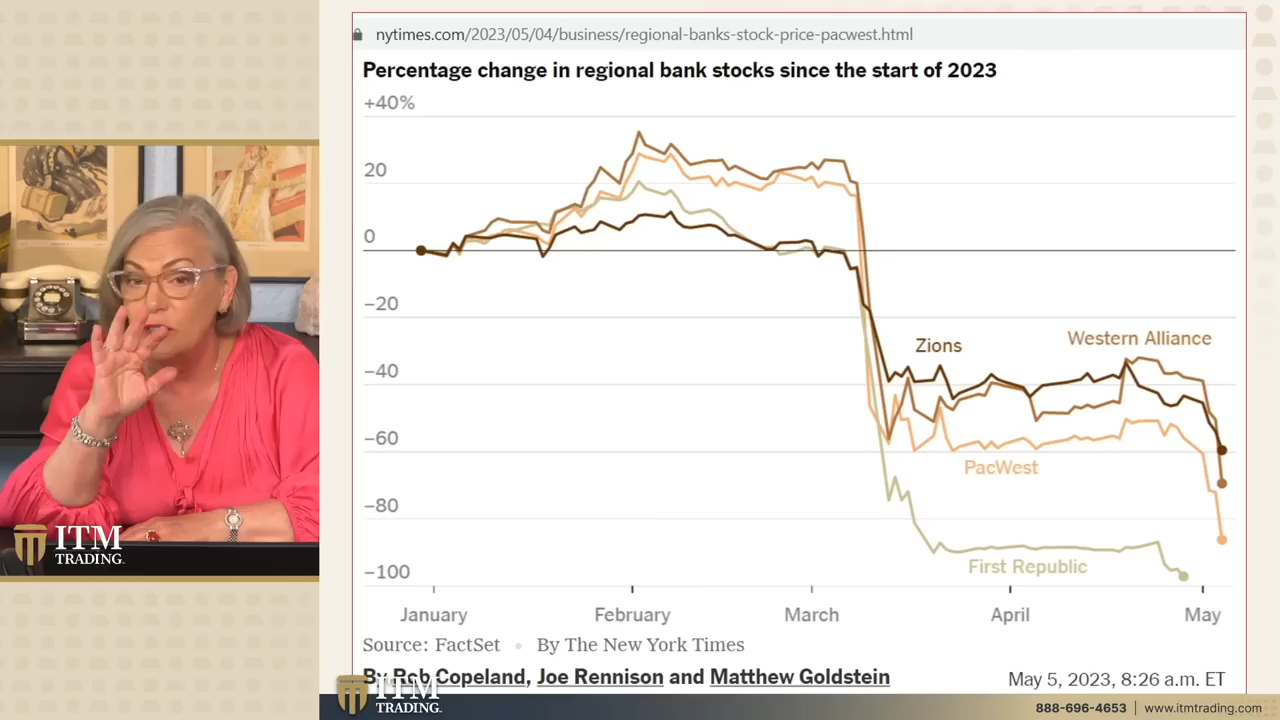 nytimes.com/2023/05/04/business/regional-banks-stock-price-pacwest.html
Percentage change in regional bank stocks since the start of 2023
+40%
20
0
−20
−40
−60
−80
−100
Zions
Western Alliance
PacWest
First Republic
January February March April May
Source: FactSet • By The New York Times
By Rob Copeland, Joe Rennison and Matthew Goldstein
May 5, 2023, 8:26 a.m. ET
ITM
TRADING.
ITM
TRADING.
888-696-4653 | www.itmtrading.com